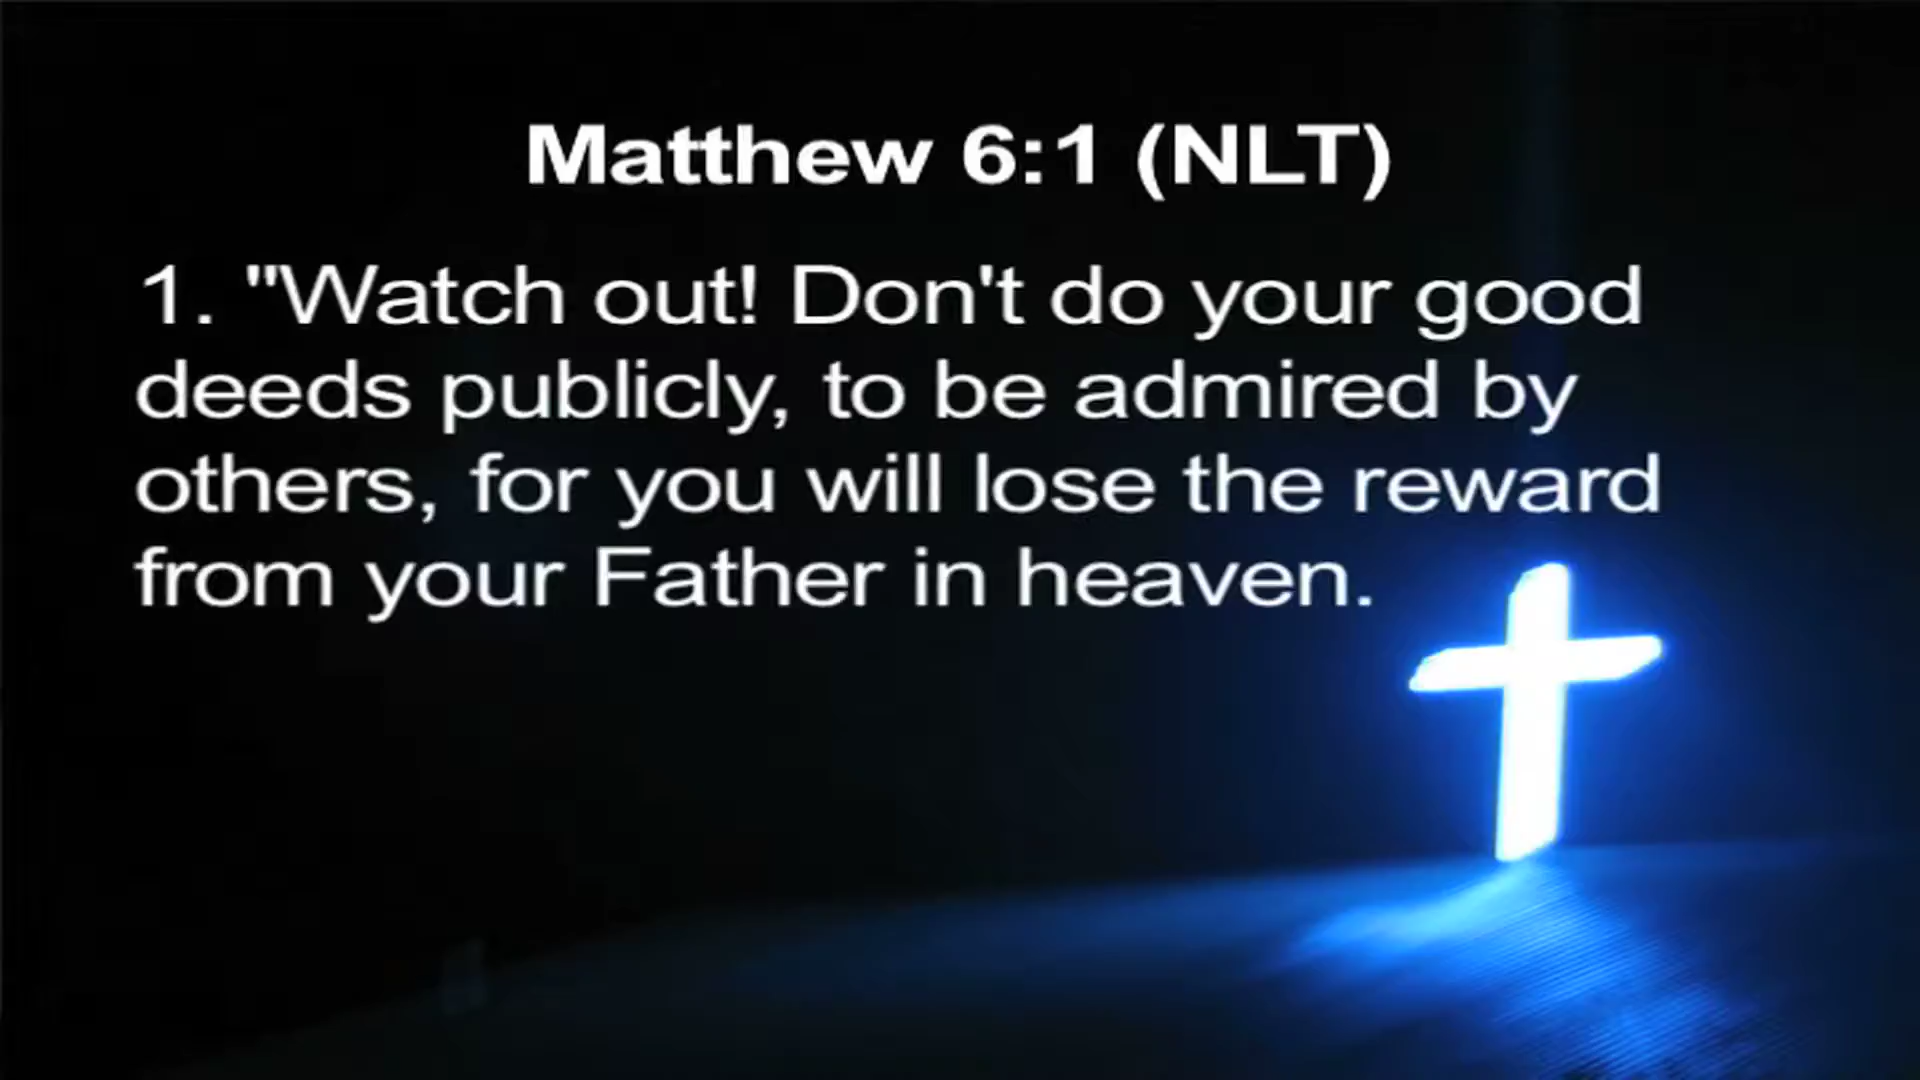 Matthew 6:1 (NLT)
1. "Watch out! Don't do your good
deeds publicly, to be admired by
others, for you will lose the reward
from your Father in heaven.